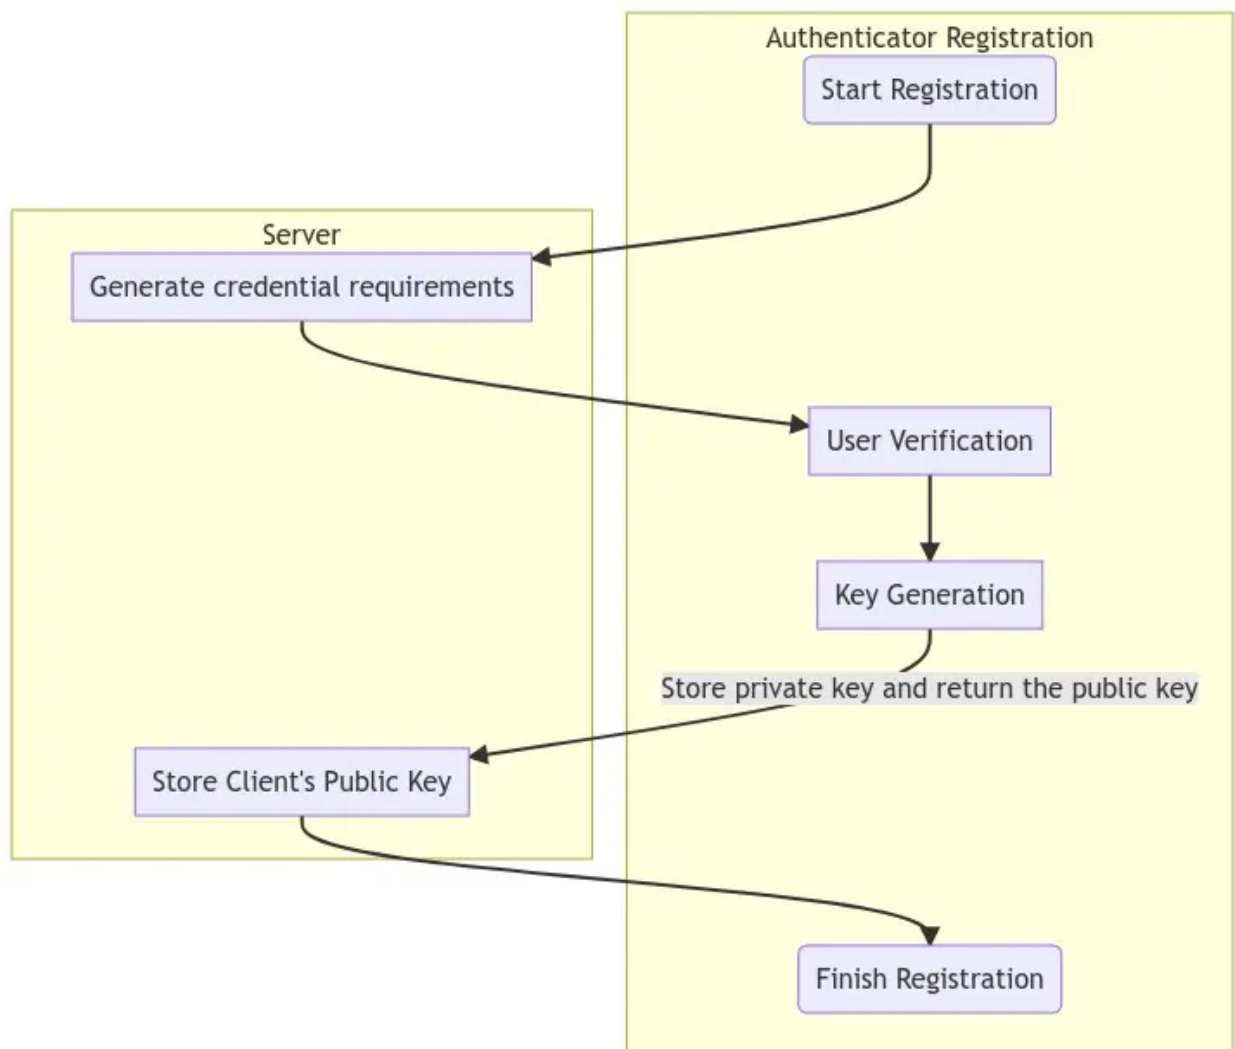 Authenticator Registration
Start Registration
Server
Generate credential requirements
User Verification
Key Generation
Store private key and return the public key
Store Client's Public Key
Finish Registration